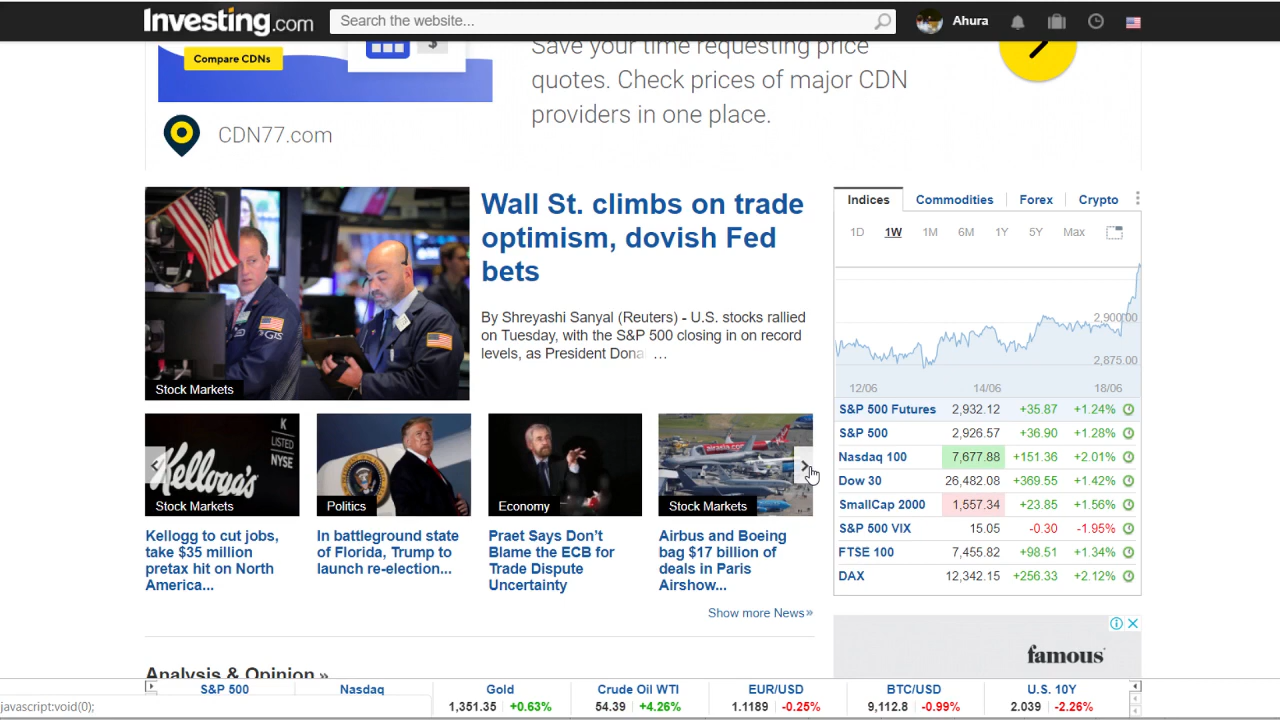 Investing.com
Search the website...
Ahura
Compare CDNs
Save your time requesting price
quotes. Check prices of major CDN
providers in one place.
CDN77.com
Stock Markets
Wall St. climbs on trade
optimism, dovish Fed
bets
By Shreyashi Sanyal (Reuters) - U.S. stocks rallied
on Tuesday, with the S&P 500 closing in on record
levels, as President Dona ...
K
LISTED
NYSE
Kellogg's
Stock Markets
Kellogg to cut jobs,
take $35 million
pretax hit on North
America...
Politics
In battleground state
of Florida, Trump to
launch re-election...
Economy
Praet Says Don't
Blame the ECB for
Trade Dispute
Uncertainty
Stock Markets
Airbus and Boeing
bag $17 billion of
deals in Paris
Airshow...
Show more News»
Analysis & Opinion »
Indices Commodities Forex Crypto
1D 1W 1M 6M 1Y 5Y Max
2,900.00
2,875.00
12/06 14/06 18/06
S&P 500 Futures 2,932.12 +35.87 +1.24%
S&P 500 2,926.57 +36.90 +1.28%
Nasdaq 100 7,677.88 +151.36 +2.01%
Dow 30 26,482.08 +369.55 +1.42%
SmallCap 2000 1,557.34 +23.85 +1.56%
S&P 500 VIX 15.05 -0.30 -1.95%
FTSE 100 7,455.82 +98.51 +1.34%
DAX 12,342.15 +256.33 +2.12%
famous
S&P 500 Nasdaq Gold Crude Oil WTI EUR/USD BTC/USD U.S. 10Y
javascript:void(0); 1,351.35 +0.63% 54.39 +4.26% 1.1189 -0.25% 9,112.8 -0.99% 2.039 -2.26%